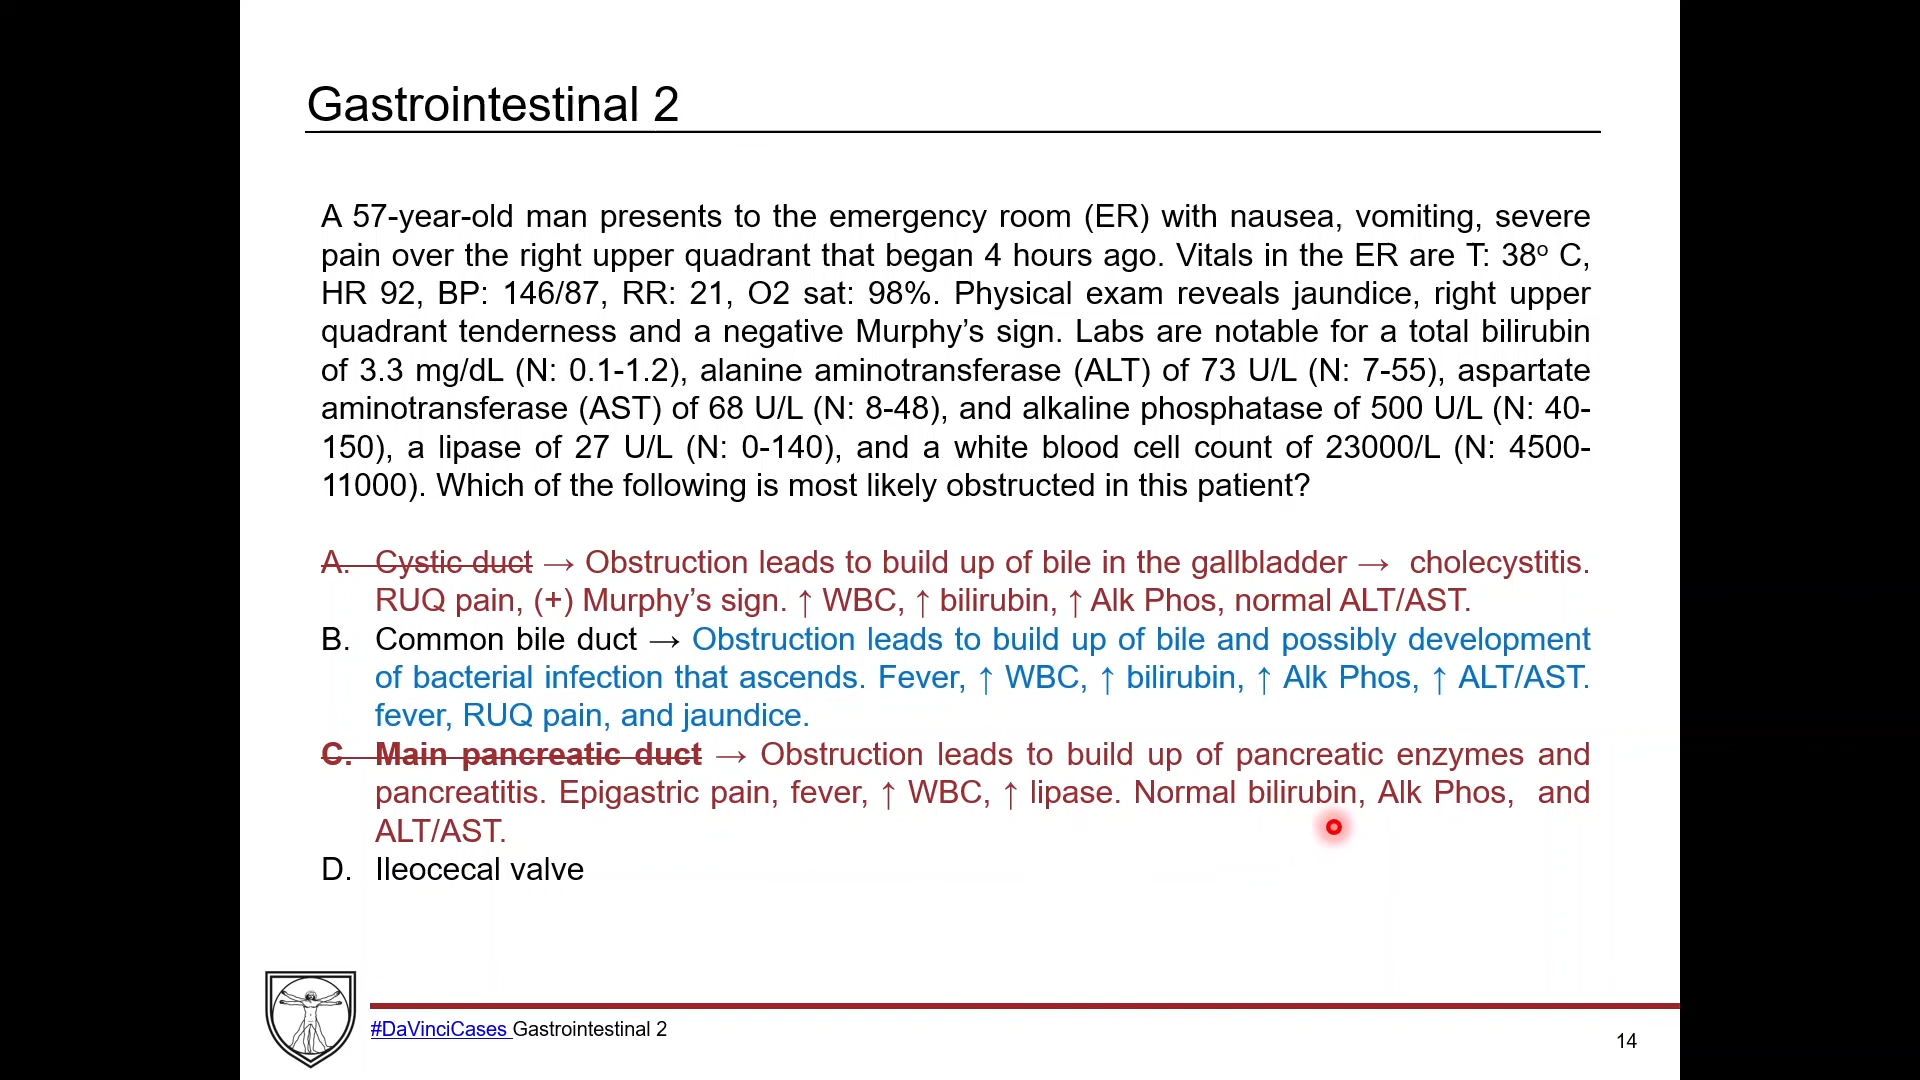 Gastrointestinal 2
A 57-year-old man presents to the emergency room (ER) with nausea, vomiting, severe
pain over the right upper quadrant that began 4 hours ago. Vitals in the ER are T: 38º C,
HR 92, BP: 146/87, RR: 21, O2 sat: 98%. Physical exam reveals jaundice, right upper
quadrant tenderness and a negative Murphy’s sign. Labs are notable for a total bilirubin
of 3.3 mg/dL (N: 0.1-1.2), alanine aminotransferase (ALT) of 73 U/L (N: 7-55), aspartate
aminotransferase (AST) of 68 U/L (N: 8-48), and alkaline phosphatase of 500 U/L (N: 40-
150), a lipase of 27 U/L (N: 0-140), and a white blood cell count of 23000/L (N: 4500-
11000). Which of the following is most likely obstructed in this patient?
A. Cystic duct → Obstruction leads to build up of bile in the gallbladder → cholecystitis.
RUQ pain, (+) Murphy’s sign. ↑ WBC, ↑ bilirubin, ↑ Alk Phos, normal ALT/AST.
B. Common bile duct → Obstruction leads to build up of bile and possibly development
of bacterial infection that ascends. Fever, ↑ WBC, ↑ bilirubin, ↑ Alk Phos, ↑ ALT/AST.
fever, RUQ pain, and jaundice.
C. Main pancreatic duct → Obstruction leads to build up of pancreatic enzymes and
pancreatitis. Epigastric pain, fever, ↑ WBC, ↑ lipase. Normal bilirubin, Alk Phos, and
ALT/AST.
D. Ileocecal valve
#DaVinciCases Gastrointestinal 2
14